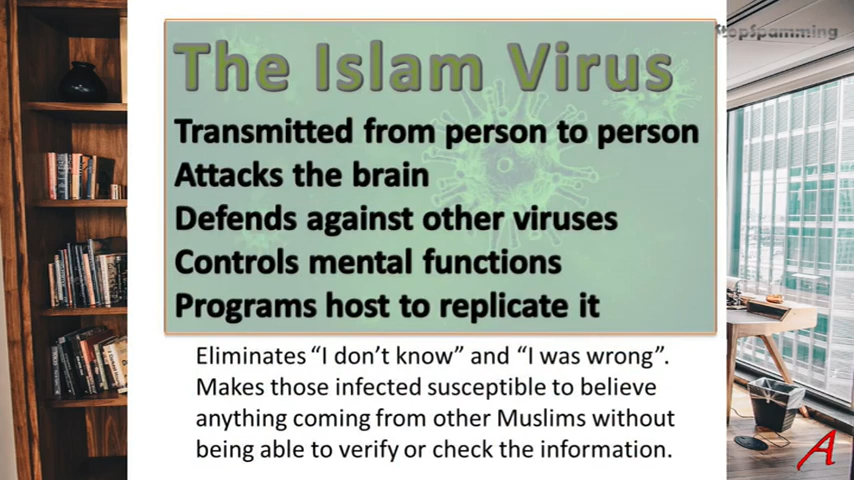 StopSpamming
The Islam Virus
Transmitted from person to person
Attacks the brain
Defends against other viruses
Controls mental functions
Programs host to replicate it
Eliminates “I don’t know” and “I was wrong”.
Makes those infected susceptible to believe
anything coming from other Muslims without
being able to verify or check the information.
A